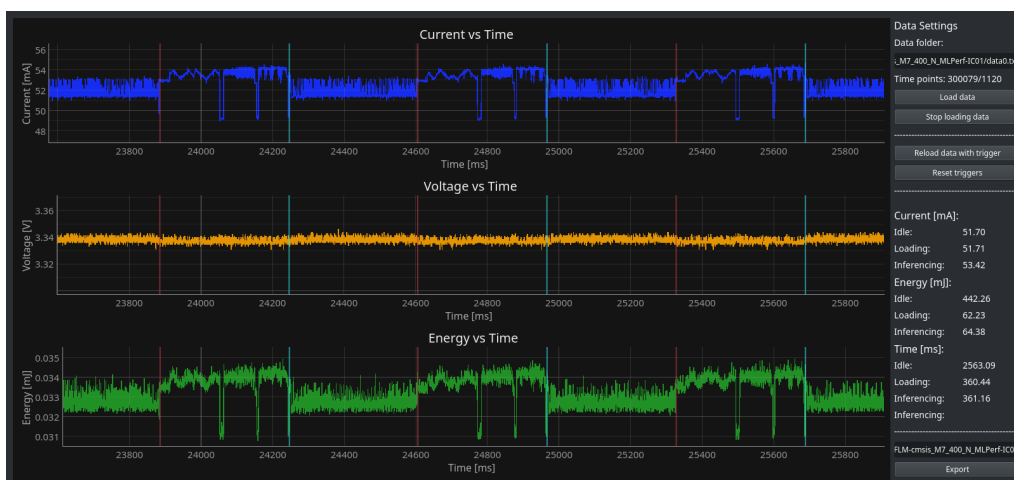 Current vs Time
56
54
52
50
48
Current [mA]
23800 24000 24200 24400 24600 24800 25000 25200 25400 25600 25800
Time [ms]
Voltage vs Time
3.36
3.34
3.32
Voltage [V]
23800 24000 24200 24400 24600 24800 25000 25200 25400 25600 25800
Time [ms]
Energy vs Time
0.035
0.034
0.033
0.032
0.031
Energy [mJ]
23800 24000 24200 24400 24600 24800 25000 25200 25400 25600 25800
Time [ms]
Data Settings
Data folder:
_M7_400_N_MLPerf-IC01/data0.tx
Time points: 300079/1120
Load data
Stop loading data
Reload data with trigger
Reset triggers
Current [mA]:
Idle: 51.70
Loading: 51.71
Inferencing: 53.42
Energy [mJ]:
Idle: 442.26
Loading: 62.23
Inferencing: 64.38
Time [ms]:
Idle: 2563.09
Loading: 360.44
Inferencing: 361.16
Inferencing:
FLM-cmsis_M7_400_N_MLPerf-IC0
Export